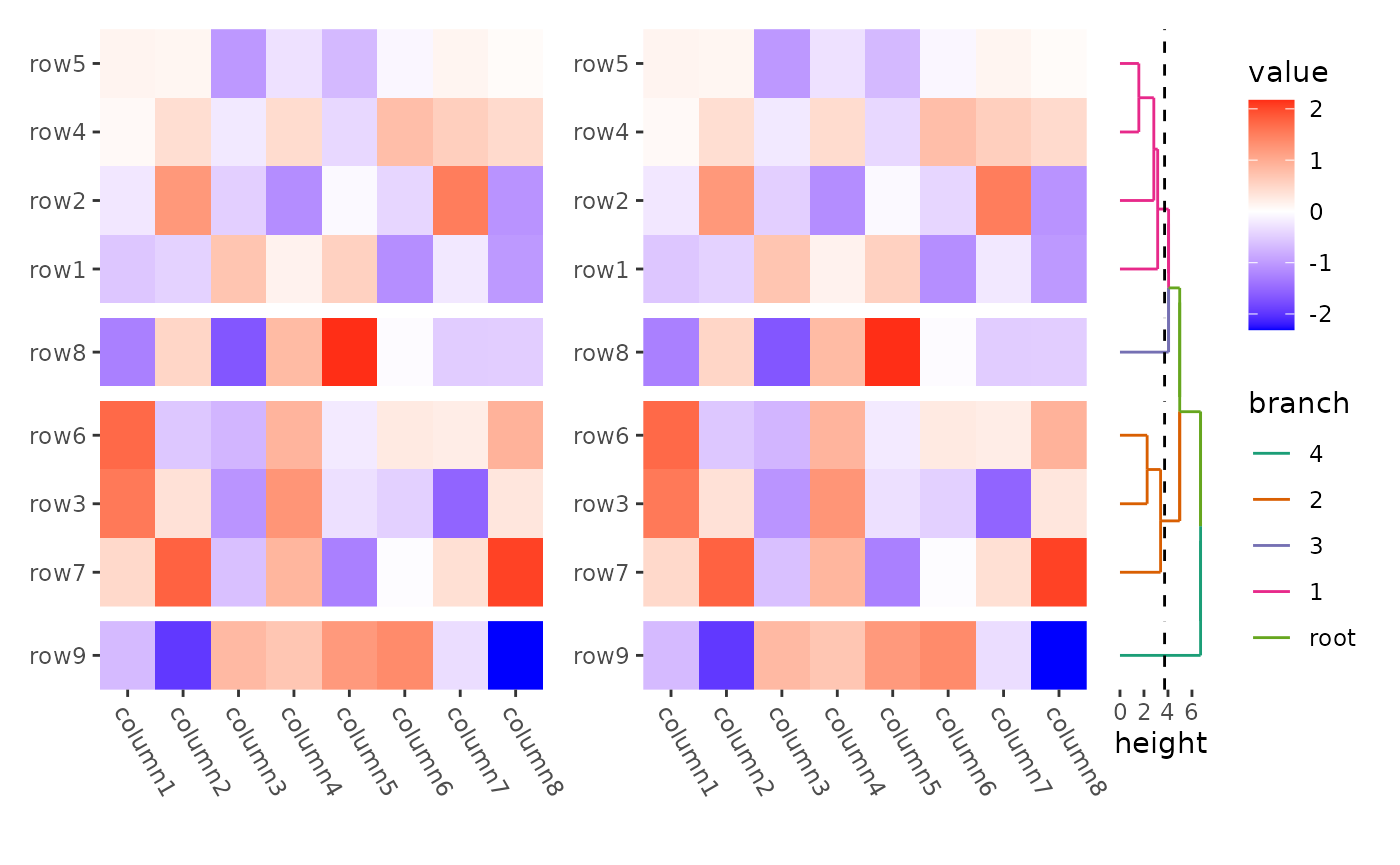 row5
row4
row2
row1
row8
row6
row3
row7
row9
column1
column2
column3
column4
column5
column6
column7
column8
row5
row4
row2
row1
row8
row6
row3
row7
row9
column1
column2
column3
column4
column5
column6
column7
column8
0 2 4 6
height
value
2
1
0
-1
-2
branch
4
2
3
1
root